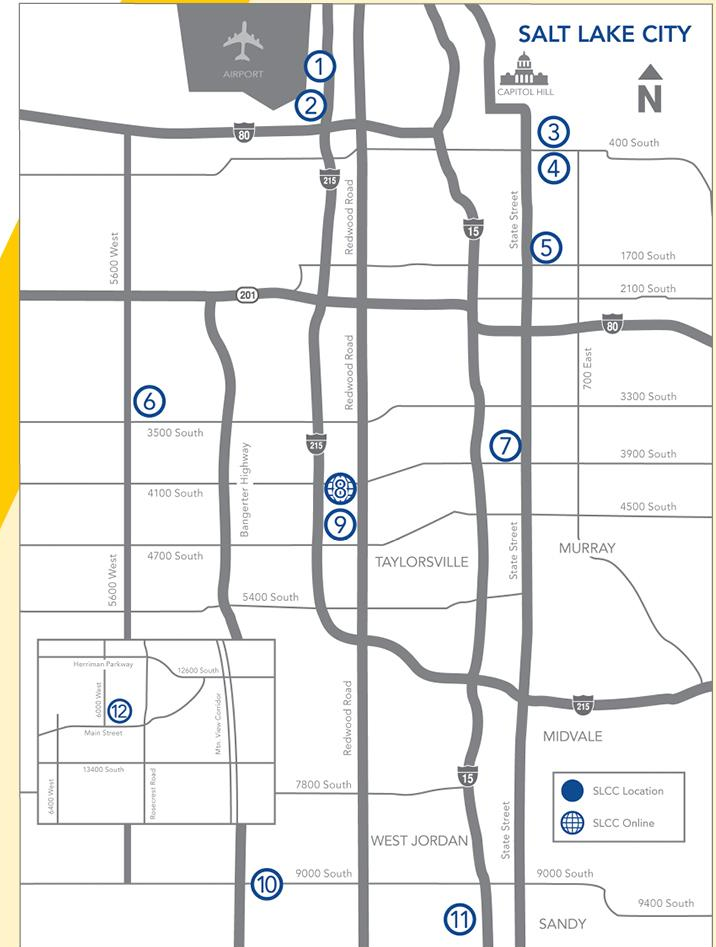 SALT LAKE CITY
AIRPORT
CAPITOL HILL
N
1
2
3
4
80
400 South
215
Redwood Road
15
State Street
5
5600 West
1700 South
2100 South
201
80
700 East
Redwood Road
6
3300 South
3500 South
7
215
3900 South
Bangerter Highway
8
4100 South
9
4500 South
4700 South
TAYLORSVILLE
State Street
MURRAY
5600 West
5400 South
Herriman Parkway
12600 South
6000 West
12
Mtn. View Corridor
Main Street
13400 South
6400 West
Rosecrest Road
Redwood Road
215
MIDVALE
15
7800 South
SLCC Location
SLCC Online
State Street
WEST JORDAN
10
9000 South
9000 South
9400 South
11
SANDY